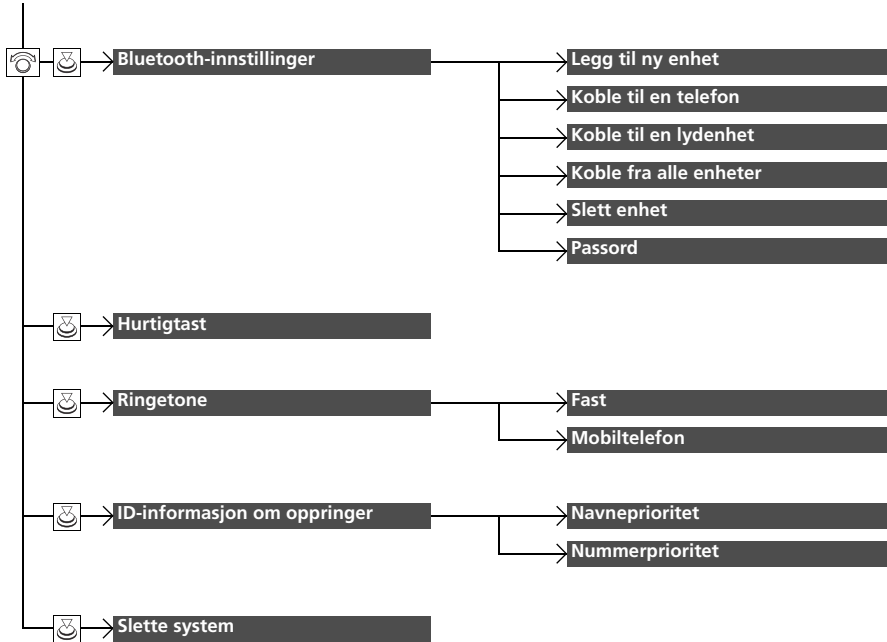 Bluetooth-innstillinger
Legg til ny enhet
Koble til en telefon
Koble til en lydenhet
Koble fra alle enheter
Slett enhet
Passord
Hurtigtast
Ringetone
Fast
Mobiltelefon
ID-informasjon om oppringer
Navneprioritet
Nummerprioritet
Slette system